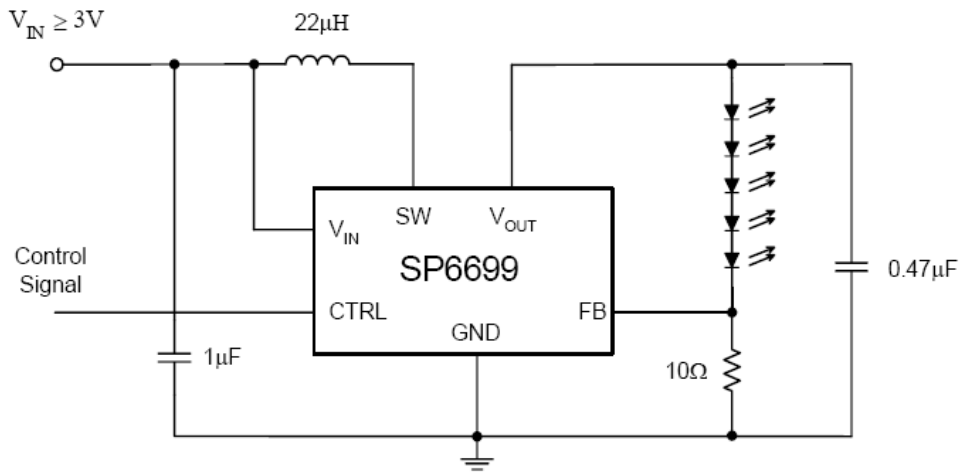 V_IN ≥ 3V
22μH
V_IN
SW
V_OUT
SP6699
Control
Signal
CTRL
FB
GND
1μF
10Ω
0.47μF